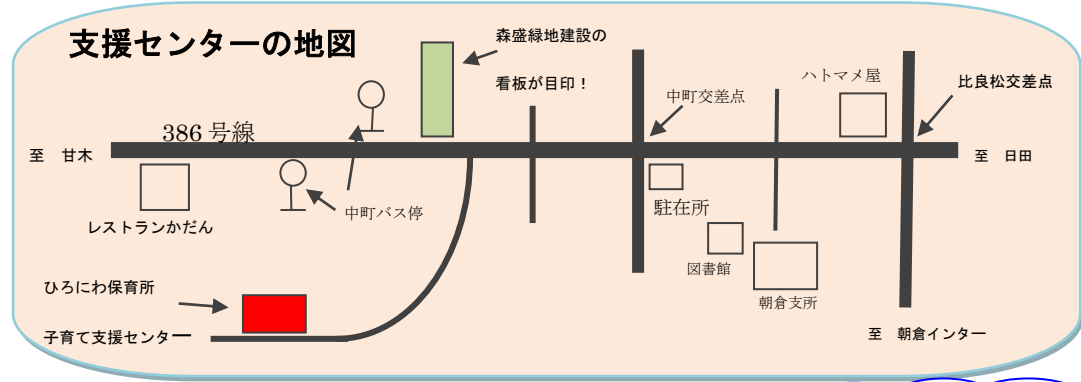 支援センターの地図
森盛緑地建設の
看板が目印！
ハトマメ屋
比良松交差点
中町交差点
386 号線
至 甘木
至 日田
駐在所
中町バス停
レストランかだん
図書館
朝倉支所
ひろにわ保育所
子育て支援センター
至 朝倉インター